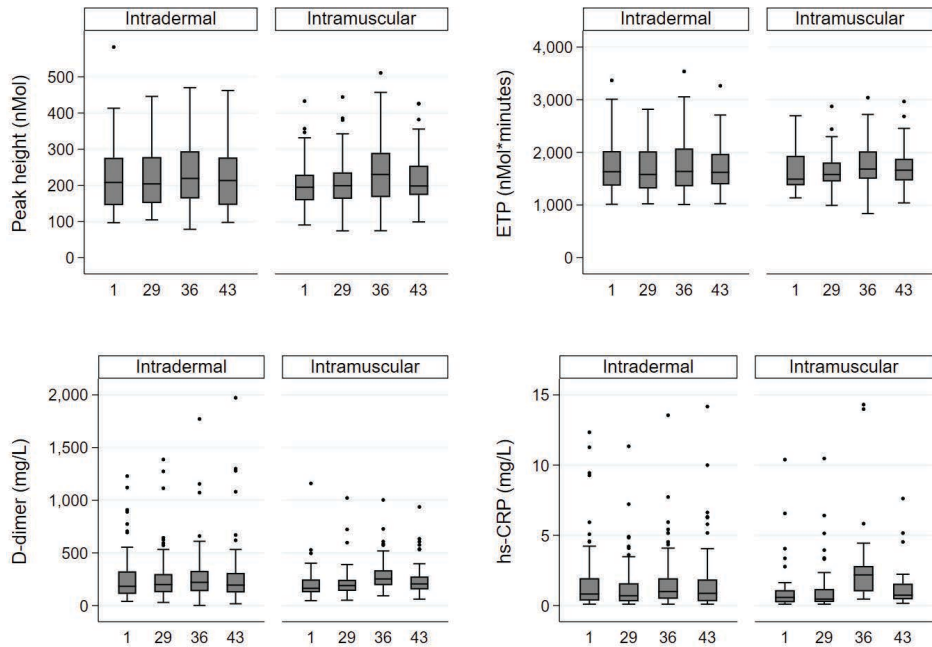 Intradermal Intramuscular
Peak height (nMol)
500
400
300
200
100
0
1 29 36 43 1 29 36 43
Intradermal Intramuscular
ETP (nMol*minutes)
4,000
3,000
2,000
1,000
0
1 29 36 43 1 29 36 43
Intradermal Intramuscular
D-dimer (mg/L)
2,000
1,500
1,000
500
0
1 29 36 43 1 29 36 43
Intradermal Intramuscular
hs-CRP (mg/L)
15
10
5
0
1 29 36 43 1 29 36 43